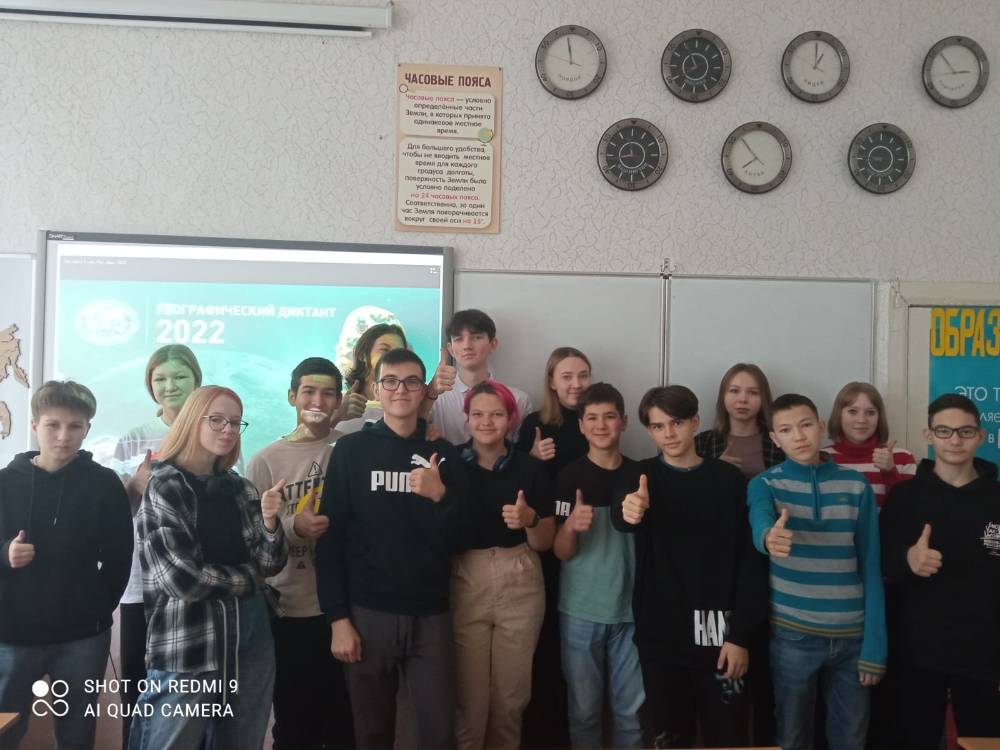 ЧАСОВЫЕ ПОЯСА
Часовые пояса — условно
определённые части
Земли, в которых принято
одинаковое местное
время.
Для большего удобства,
чтобы не вводить местное
время для каждого
градуса долготы,
поверхность Земли была
условно поделена
на 24 часовых пояса.
Соответственно, за один
час Земля поворачивается
вокруг своей оси на 15°.
ЛОНДОН
МОСКВА
ЛИЦЕЙ
КАМЧАТКА
ВАШИНГТОН
КИТАЙ
SMART
ГЕОГРАФИЧЕСКИЙ ДИКТАНТ
2022
ОБРАЗ
ЭТО Т
В
ATTENT
KEEP
PUM
HAN
SHOT ON REDMI 9
AI QUAD CAMERA